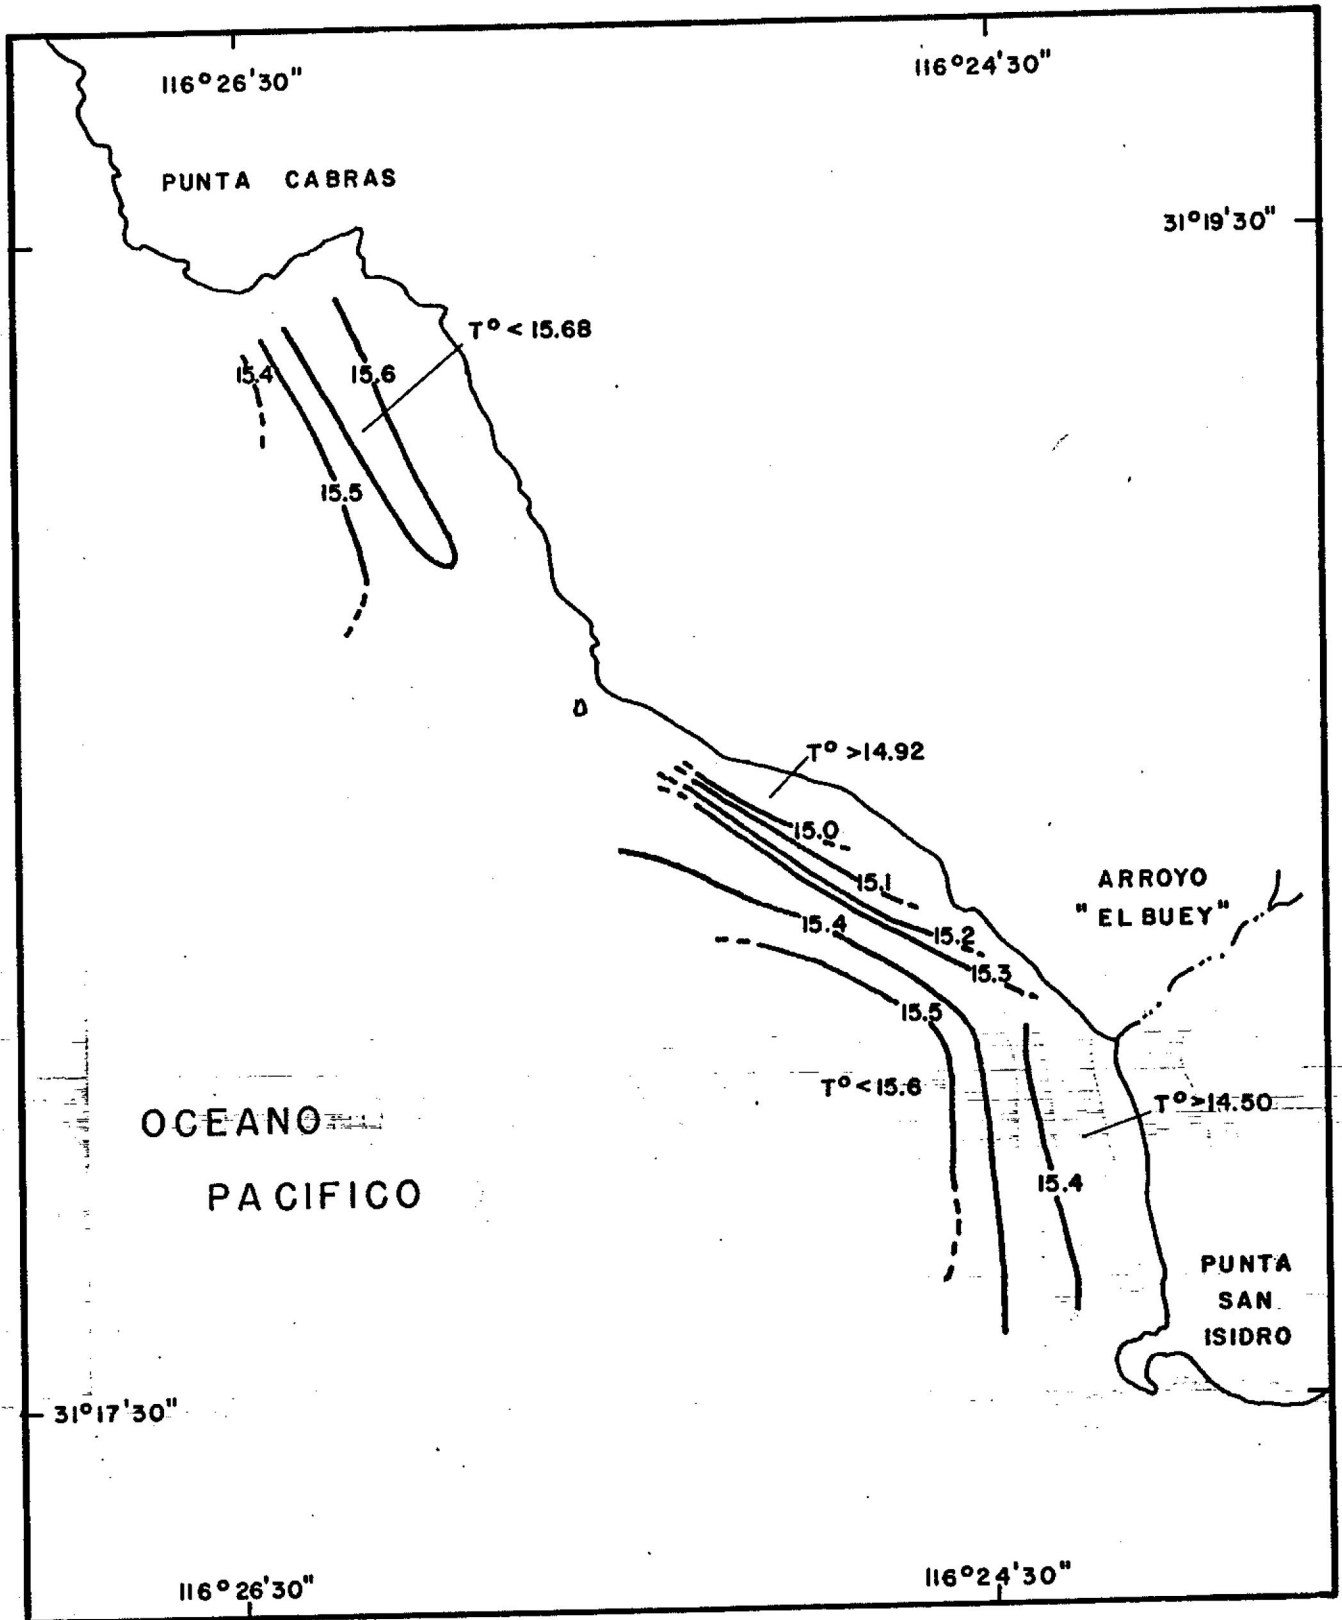 116°26'30"
116°24'30"
PUNTA CABRAS
31°19'30"
T° < 15.68
15.4
15.6
15.5
T° >14.92
15.0
15.1
ARROYO
"EL BUEY"
15.4
15.2
15.3
15.5
T° < 15.6
T° >14.50
OCEANO
PACIFICO
15.4
PUNTA
SAN
ISIDRO
31°17'30"
116°26'30"
116°24'30"